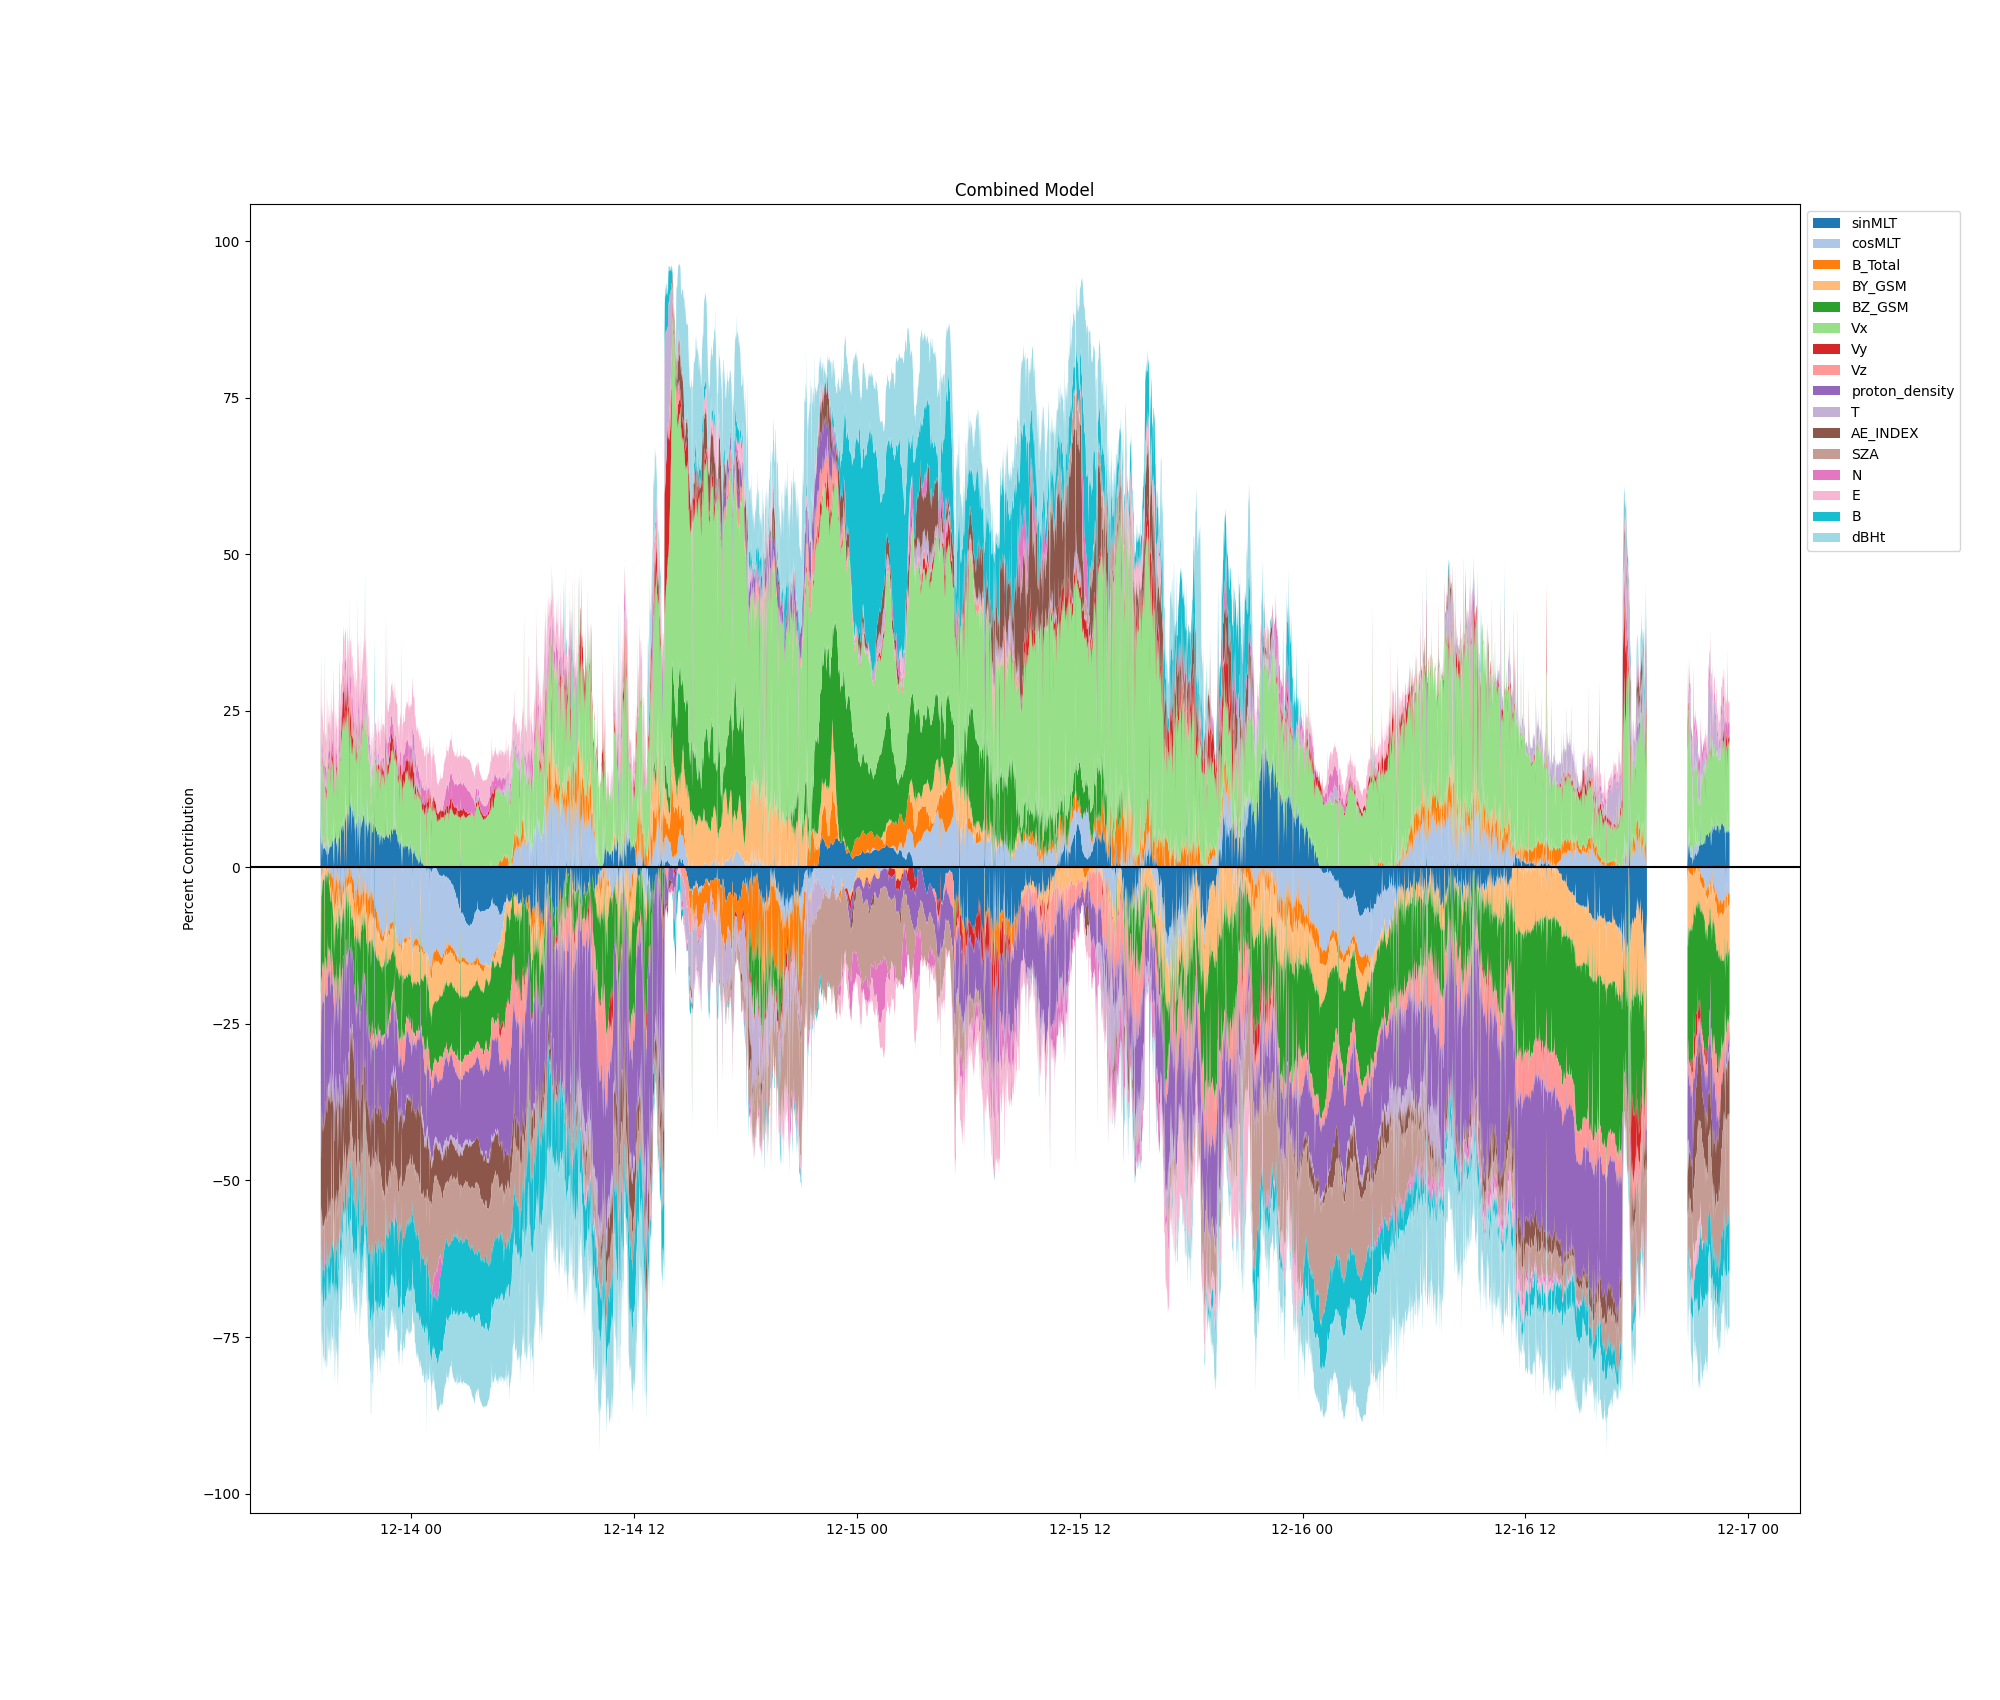 Combined Model
Percent Contribution
100
75
50
25
0
−25
−50
−75
−100
12-14 00
12-14 12
12-15 00
12-15 12
12-16 00
12-16 12
12-17 00
sinMLT
cosMLT
B_Total
BY_GSM
BZ_GSM
Vx
Vy
Vz
proton_density
T
AE_INDEX
SZA
N
E
B
dBHt